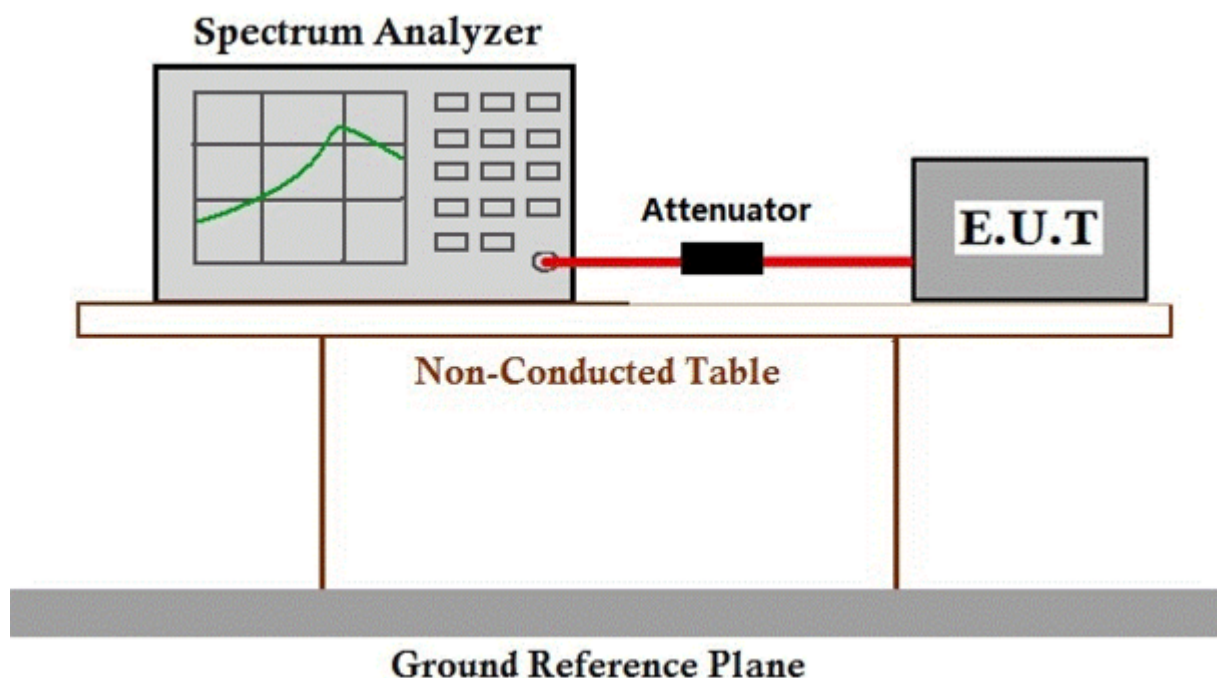 Spectrum Analyzer
Attenuator
E.U.T
Non-Conducted Table
Ground Reference Plane